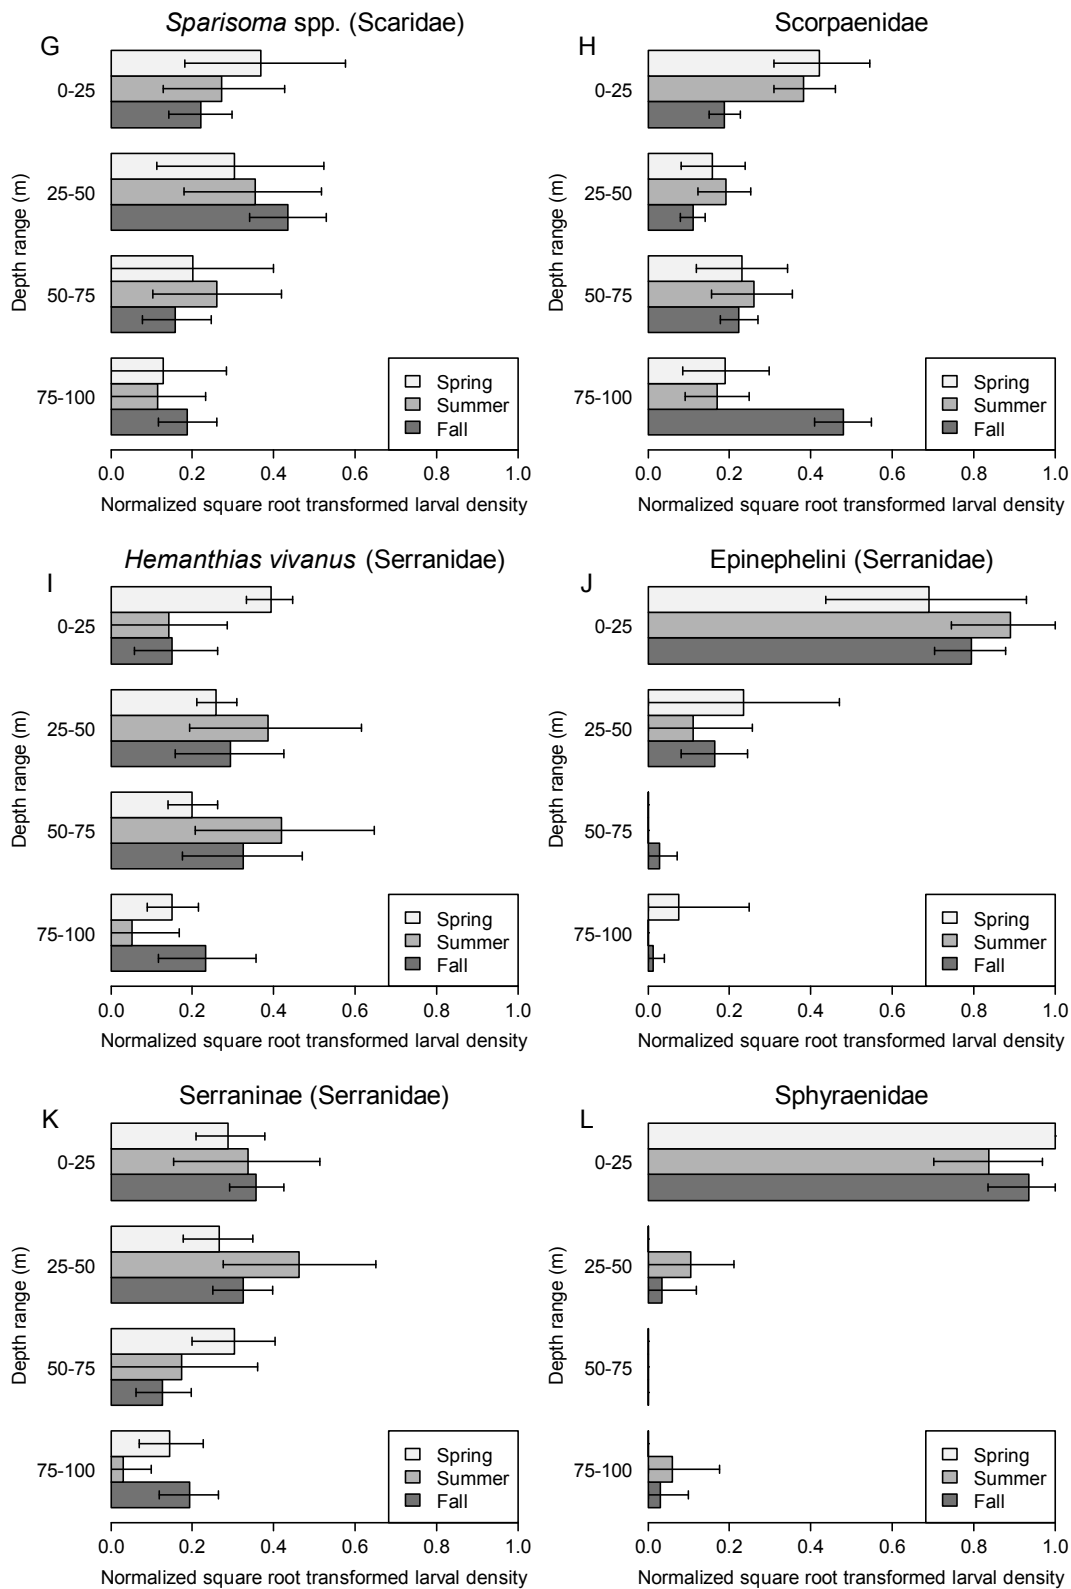 G
Sparisoma spp. (Scaridae)
Depth range (m)
0-25
25-50
50-75
75-100
Spring
Summer
Fall
0.0 0.2 0.4 0.6 0.8 1.0
Normalized square root transformed larval density
H
Scorpaenidae
Depth range (m)
0-25
25-50
50-75
75-100
Spring
Summer
Fall
0.0 0.2 0.4 0.6 0.8 1.0
Normalized square root transformed larval density
I
Hemanthias vivanus (Serranidae)
Depth range (m)
0-25
25-50
50-75
75-100
Spring
Summer
Fall
0.0 0.2 0.4 0.6 0.8 1.0
Normalized square root transformed larval density
J
Epinephelini (Serranidae)
Depth range (m)
0-25
25-50
50-75
75-100
Spring
Summer
Fall
0.0 0.2 0.4 0.6 0.8 1.0
Normalized square root transformed larval density
K
Serraninae (Serranidae)
Depth range (m)
0-25
25-50
50-75
75-100
Spring
Summer
Fall
0.0 0.2 0.4 0.6 0.8 1.0
Normalized square root transformed larval density
L
Sphyraenidae
Depth range (m)
0-25
25-50
50-75
75-100
Spring
Summer
Fall
0.0 0.2 0.4 0.6 0.8 1.0
Normalized square root transformed larval density